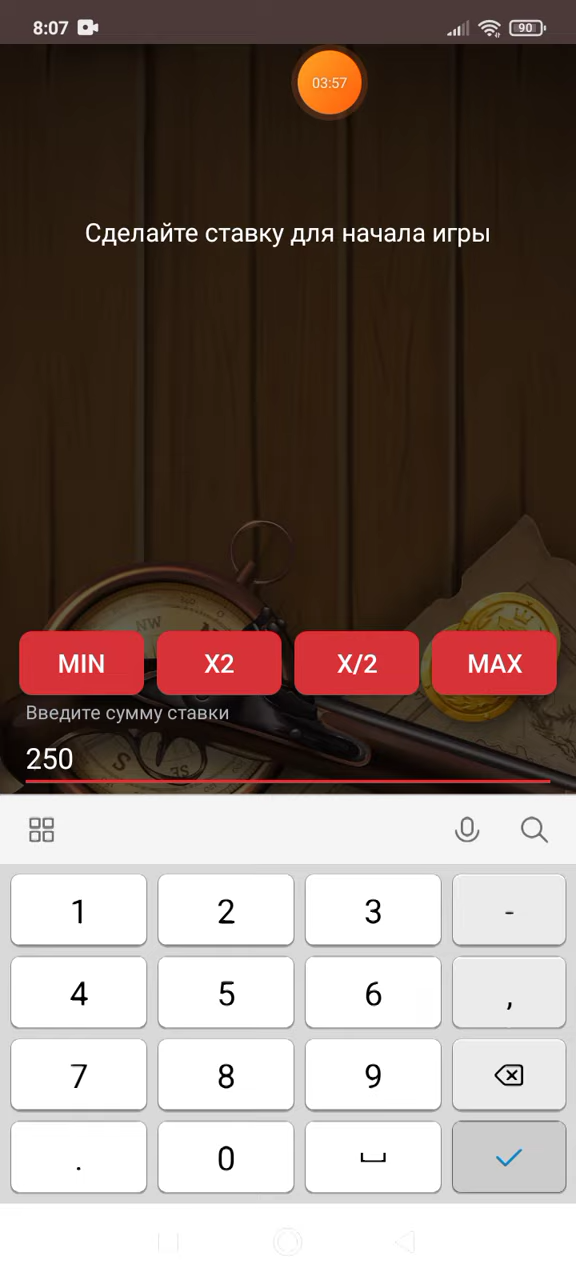 8:07 90
03:57
Сделайте ставку для начала игры
MIN X2 X/2 MAX
Введите сумму ставки
250
1 2 3 -
4 5 6 ,
7 8 9
. 0